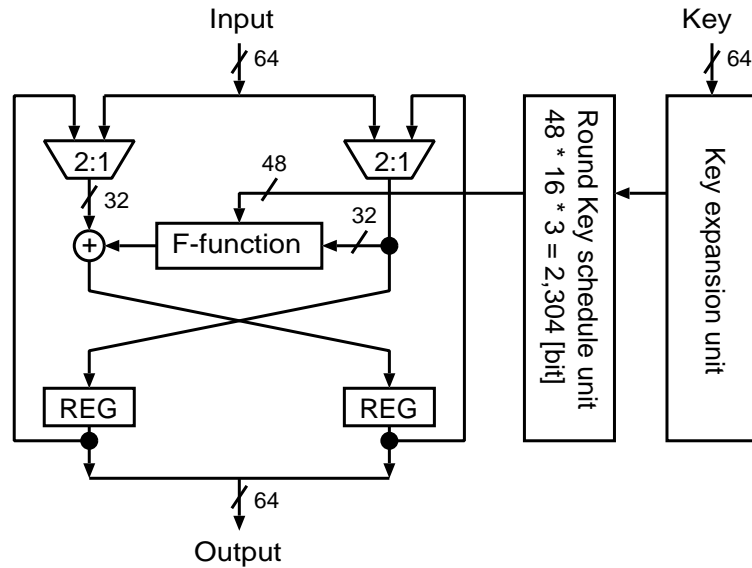 Input
Key
64
64
2:1
2:1
48
32
32
+
F-function
Round Key schedule unit
48 * 16 * 3 = 2,304 [bit]
Key expansion unit
REG
REG
64
Output